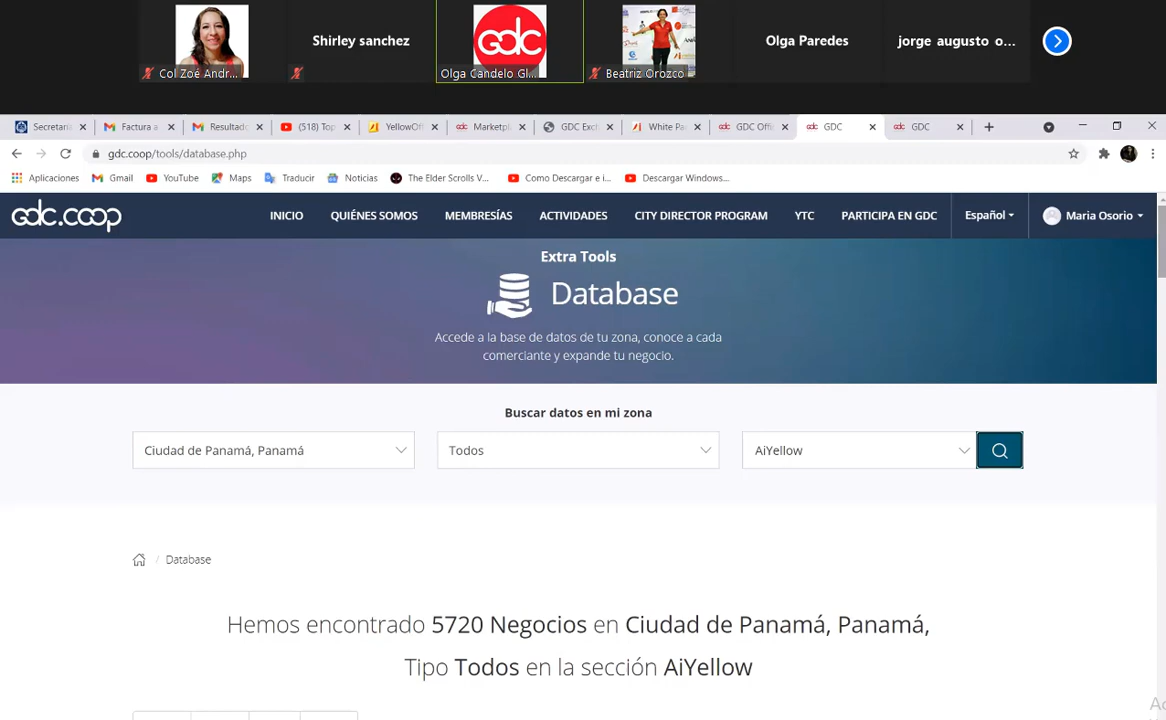 Shirley sanchez
Olga Paredes
jorge augusto o...
Col Zoé Andr...
gdc
Olga Candelo Gl...
Beatriz Orozco
Secretaria
Factura a
Resultado
(518) Top
YellowOff
Marketpl
GDC Excl
White Pa
GDC Offi
GDC
GDC
gdc.coop/tools/database.php
Aplicaciones
Gmail
YouTube
Maps
Traducir
Noticias
The Elder Scrolls V...
Como Descargar e i...
Descargar Windows...
gdc.coop
INICIO
QUIÉNES SOMOS
MEMBRESÍAS
ACTIVIDADES
CITY DIRECTOR PROGRAM
YTC
PARTICIPA EN GDC
Español
Maria Osorio
Extra Tools
Database
Accede a la base de datos de tu zona, conoce a cada
comerciante y expande tu negocio.
Buscar datos en mi zona
Ciudad de Panamá, Panamá
Todos
AiYellow
/ Database
Hemos encontrado 5720 Negocios en Ciudad de Panamá, Panamá,
Tipo Todos en la sección AiYellow